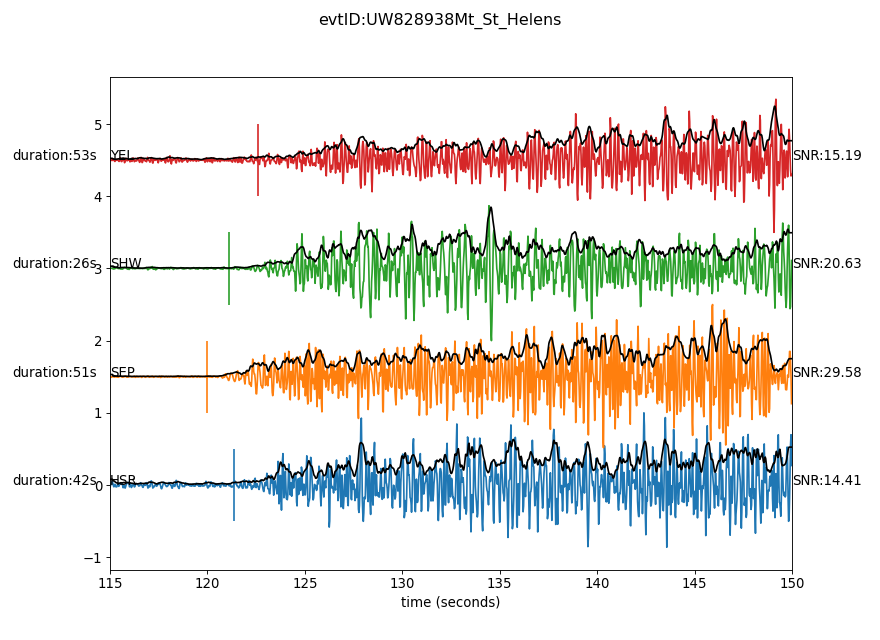 evtID:UW828938Mt_St_Helens
5
duration:53s YEL SNR:15.19
4
duration:26s 3 SHW SNR:20.63
2
duration:51s SEP SNR:29.58
1
duration:42s 0 HSR SNR:14.41
−1
115 120 125 130 135 140 145 150
time (seconds)